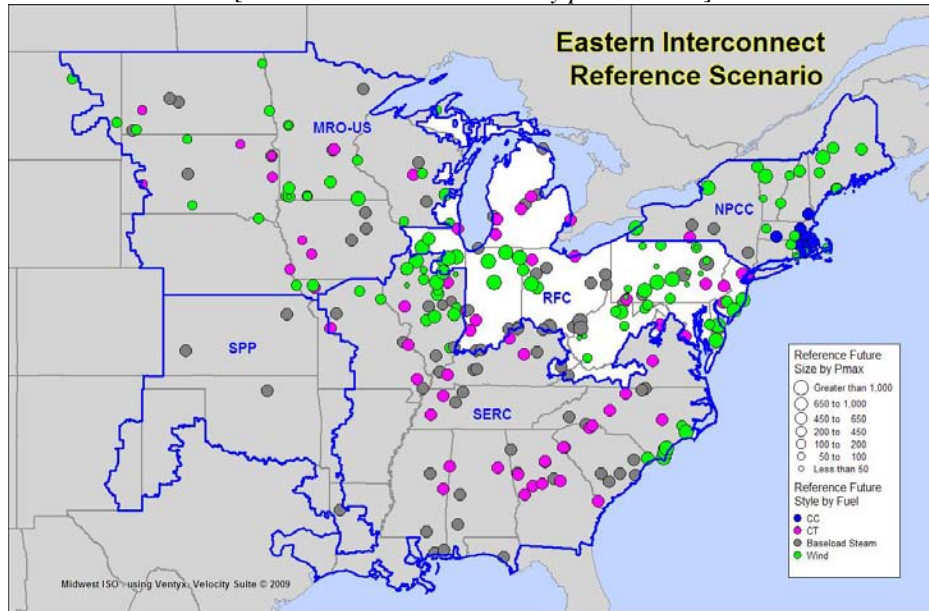 Eastern Interconnect
Reference Scenario
MRO-US
NPCC
RFC
SPP
SERC
Reference Future
Size by Pmax
Greater than 1,000
650 to 1,000
450 to 650
200 to 450
100 to 200
50 to 100
Less than 50
Reference Future
Style by Fuel
CC
CT
Baseload Steam
Wind
Midwest ISO - using Ventyx, Velocity Suite © 2009